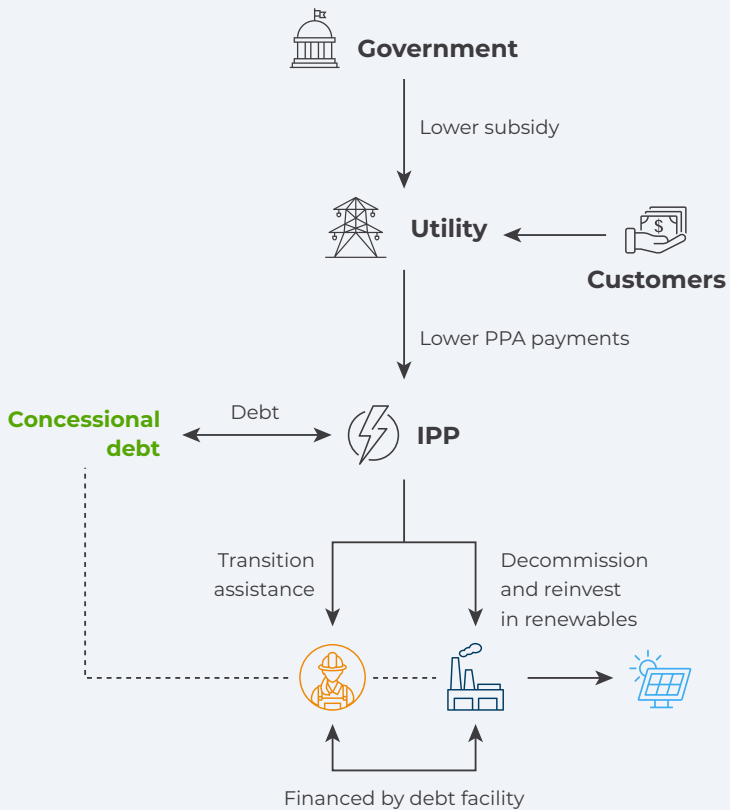 Government
Lower subsidy
Utility
Customers
Lower PPA payments
Concessional
debt
Debt
IPP
Transition
assistance
Decommission
and reinvest
in renewables
Financed by debt facility
$